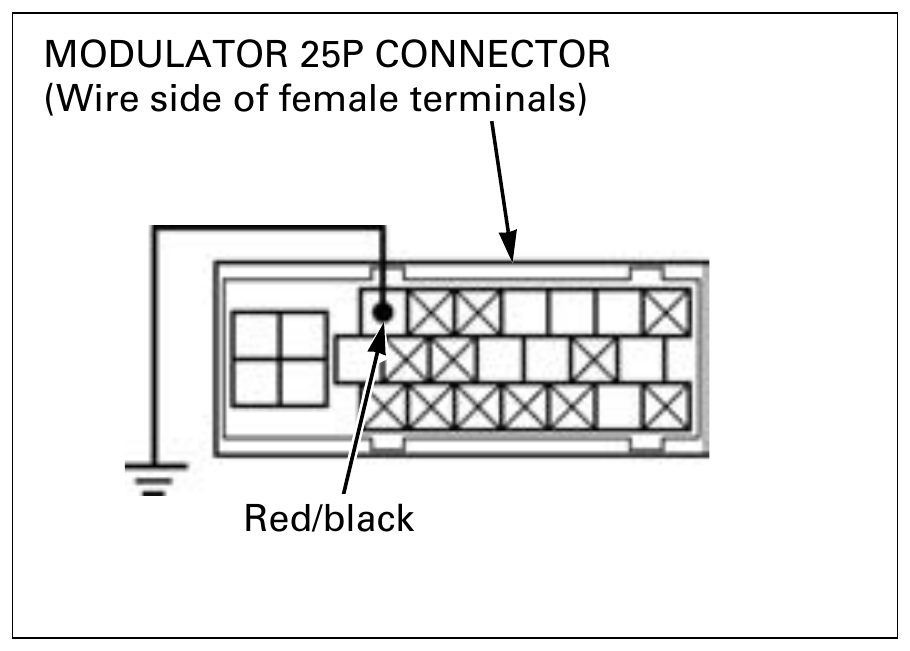 MODULATOR 25P CONNECTOR
(Wire side of female terminals)
Red/black